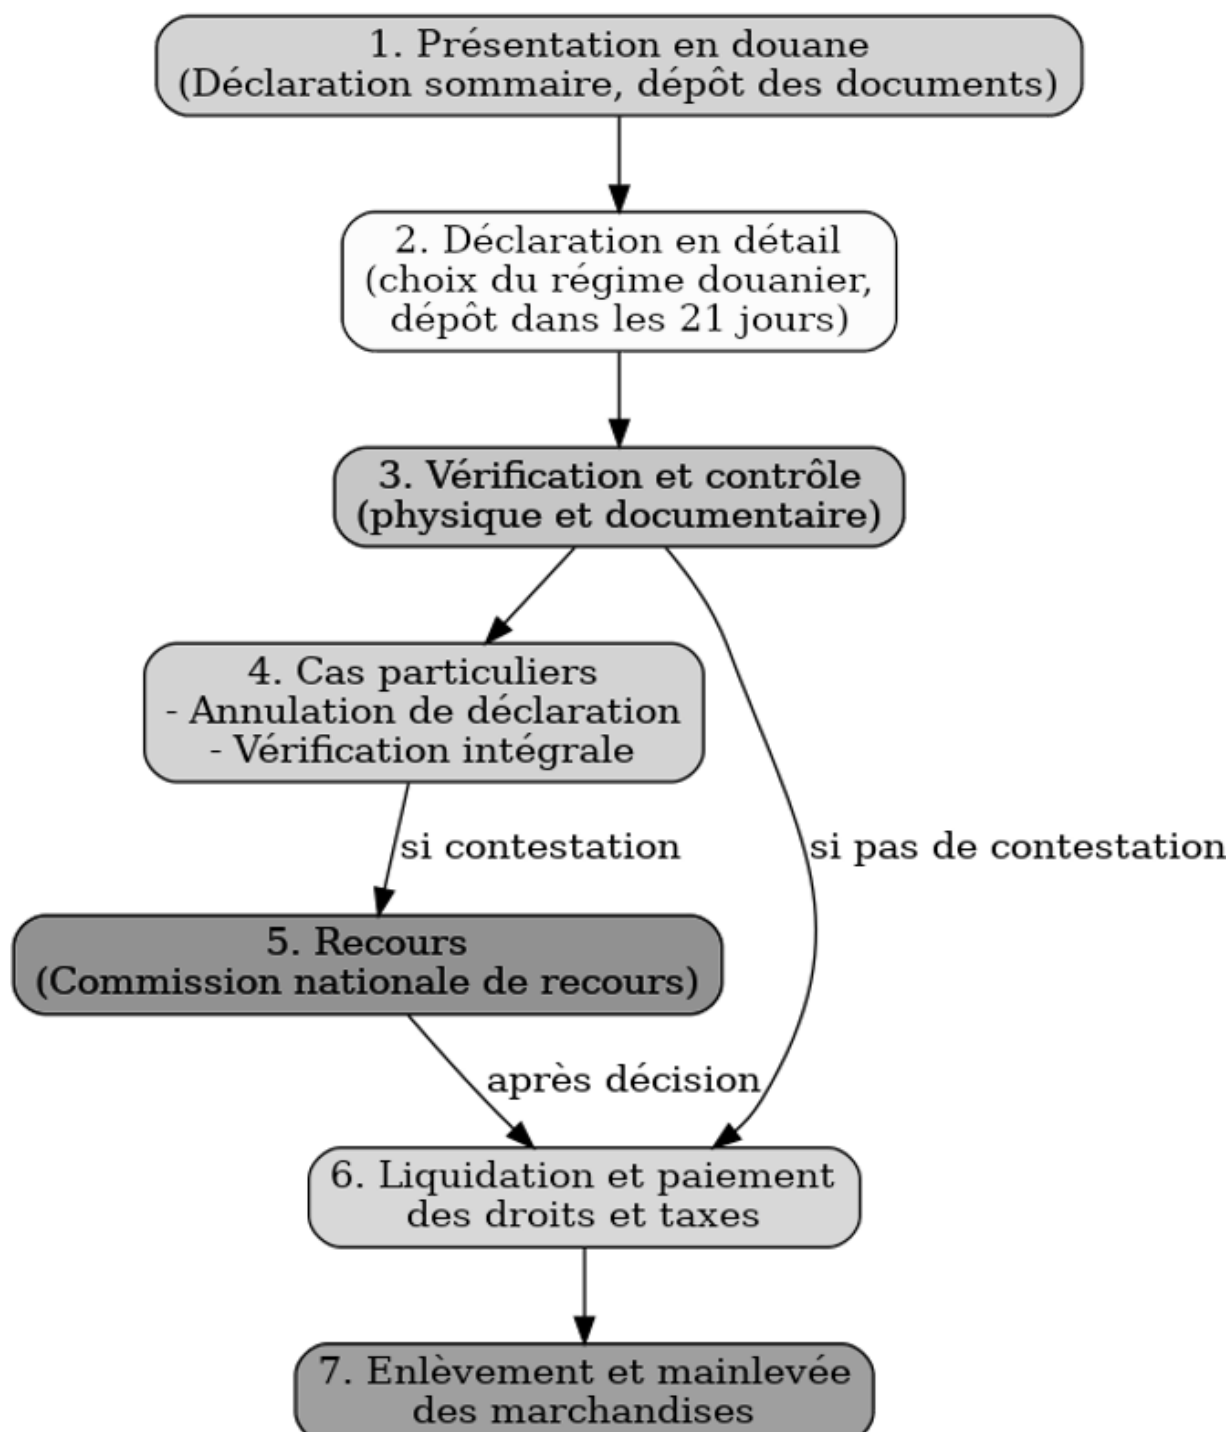 1. Présentation en douane
(Déclaration sommaire, dépôt des documents)
2. Déclaration en détail
(choix du régime douanier,
dépôt dans les 21 jours)
3. Vérification et contrôle
(physique et documentaire)
4. Cas particuliers
- Annulation de déclaration
- Vérification intégrale
si contestation
si pas de contestation
5. Recours
(Commission nationale de recours)
après décision
6. Liquidation et paiement
des droits et taxes
7. Enlèvement et mainlevée
des marchandises